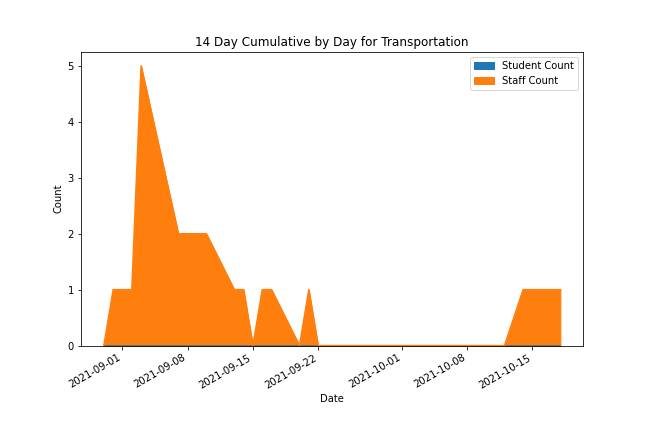 14 Day Cumulative by Day for Transportation
Student Count
Staff Count
5
4
3
2
1
0
Count
2021-09-01
2021-09-08
2021-09-15
2021-09-22
2021-10-01
2021-10-08
2021-10-15
Date